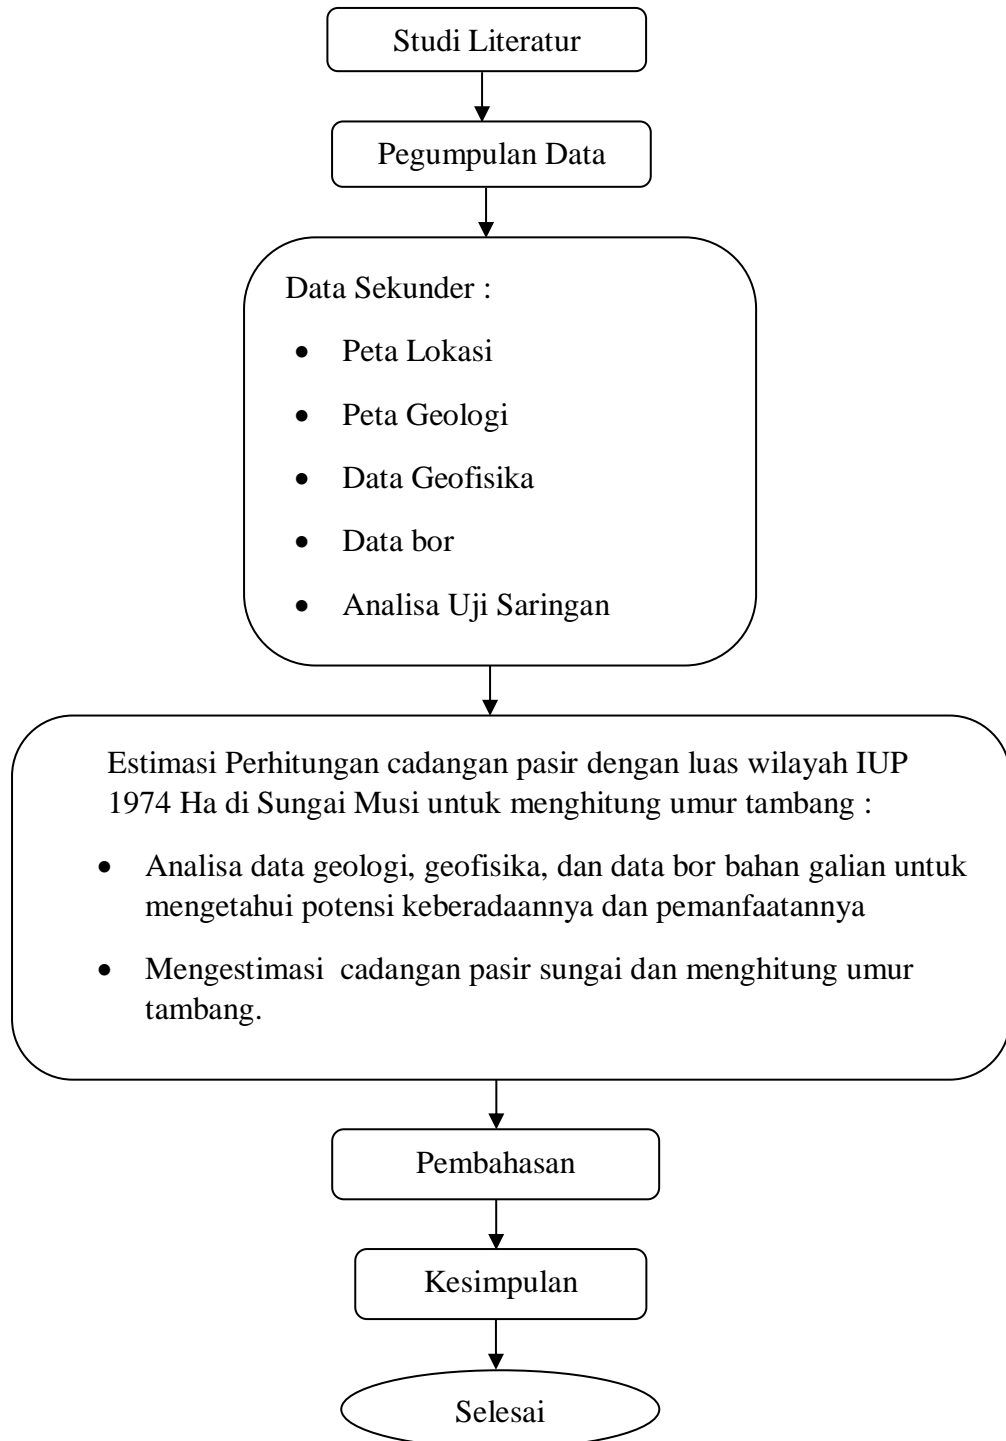 Studi Literatur
Pegumpulan Data
Data Sekunder :
• Peta Lokasi
• Peta Geologi
• Data Geofisika
• Data bor
• Analisa Uji Saringan
Estimasi Perhitungan cadangan pasir dengan luas wilayah IUP
1974 Ha di Sungai Musi untuk menghitung umur tambang :
• Analisa data geologi, geofisika, dan data bor bahan galian untuk
mengetahui potensi keberadaannya dan pemanfaatannya
• Mengestimasi cadangan pasir sungai dan menghitung umur
tambang.
Pembahasan
Kesimpulan
Selesai